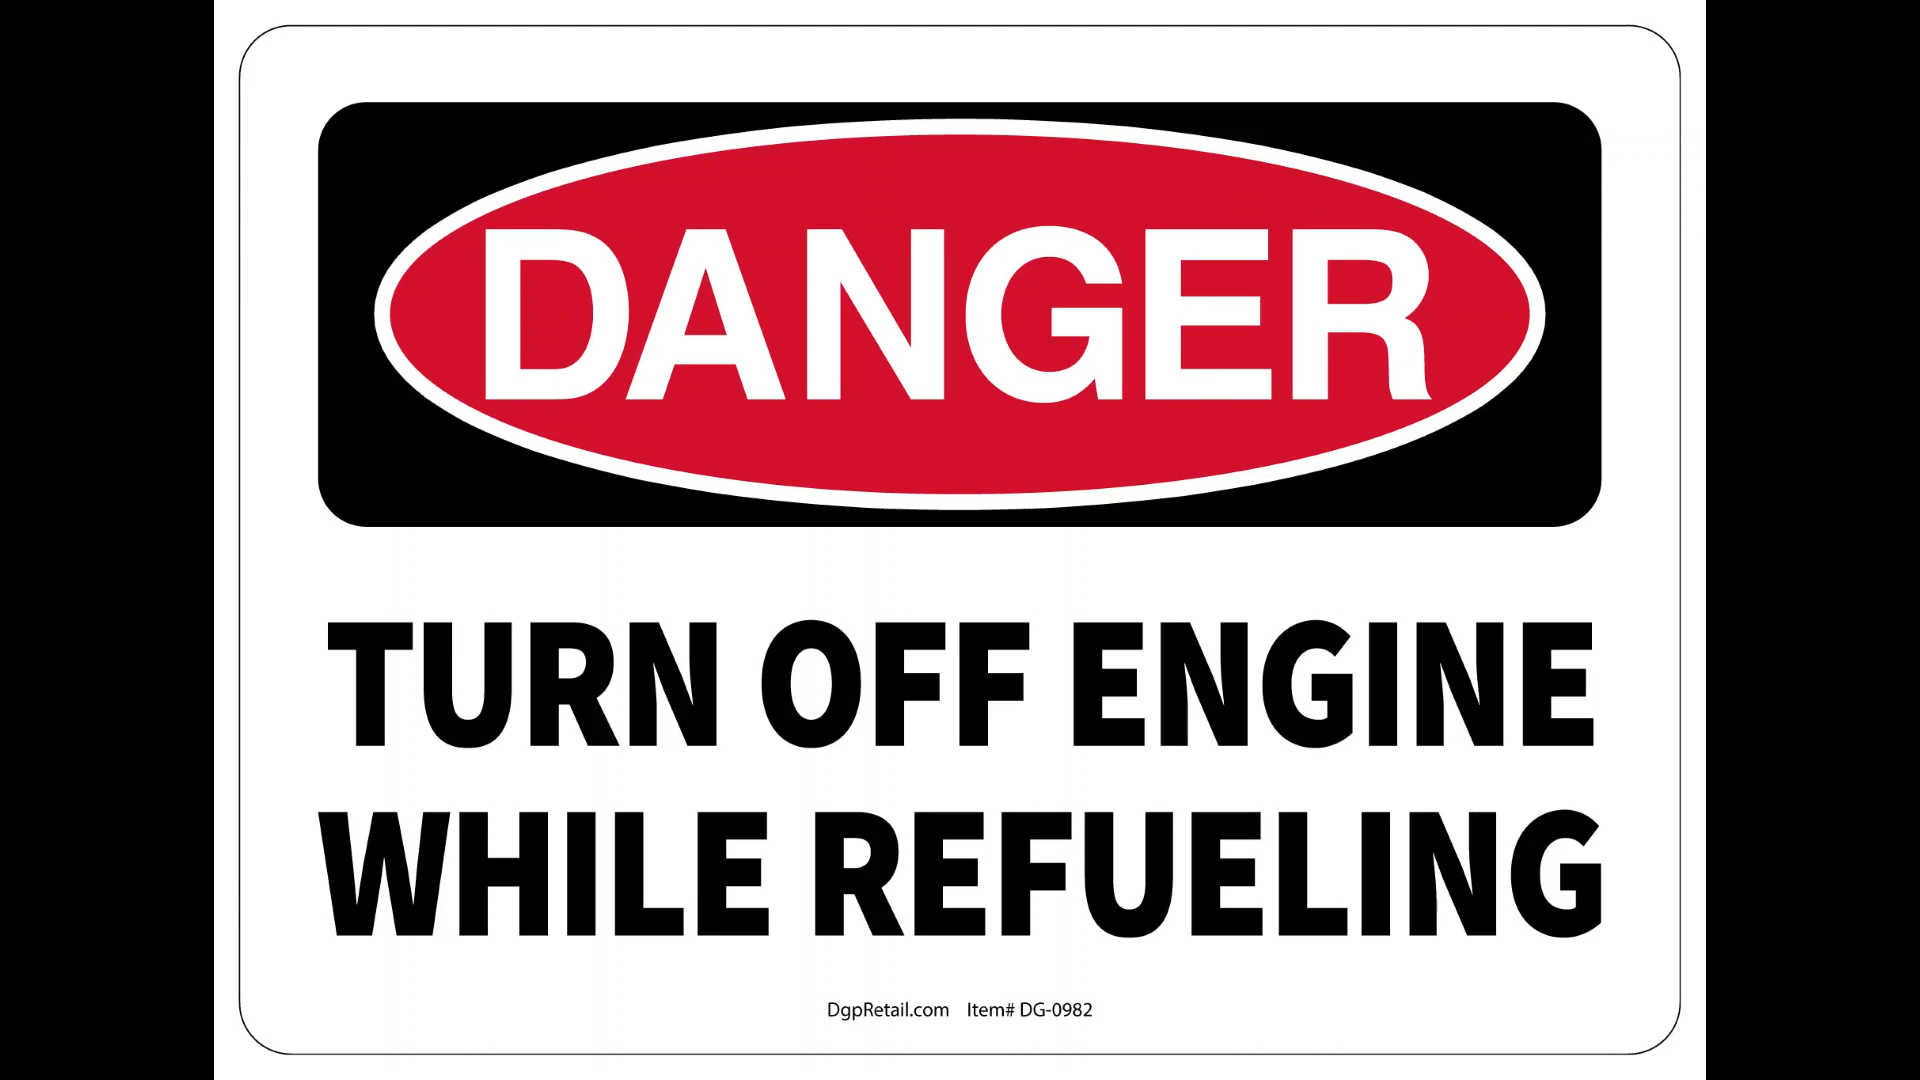 DANGER
TURN OFF ENGINE
WHILE REFUELING
DgpRetail.com Item# DG-0982